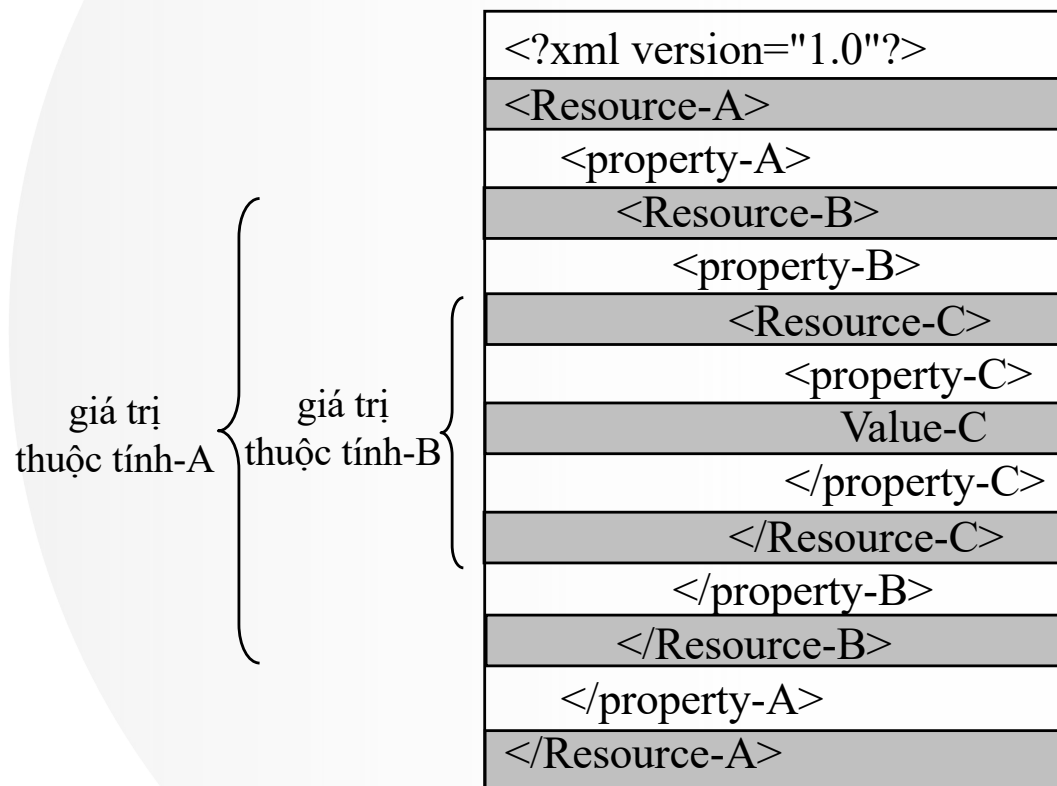 <?xml version="1.0"?>
<Resource-A>
<property-A>
<Resource-B>
<property-B>
<Resource-C>
<property-C>
Value-C
</property-C>
</Resource-C>
</property-B>
</Resource-B>
</property-A>
</Resource-A>
giá trị
thuộc tính-A
giá trị
thuộc tính-B